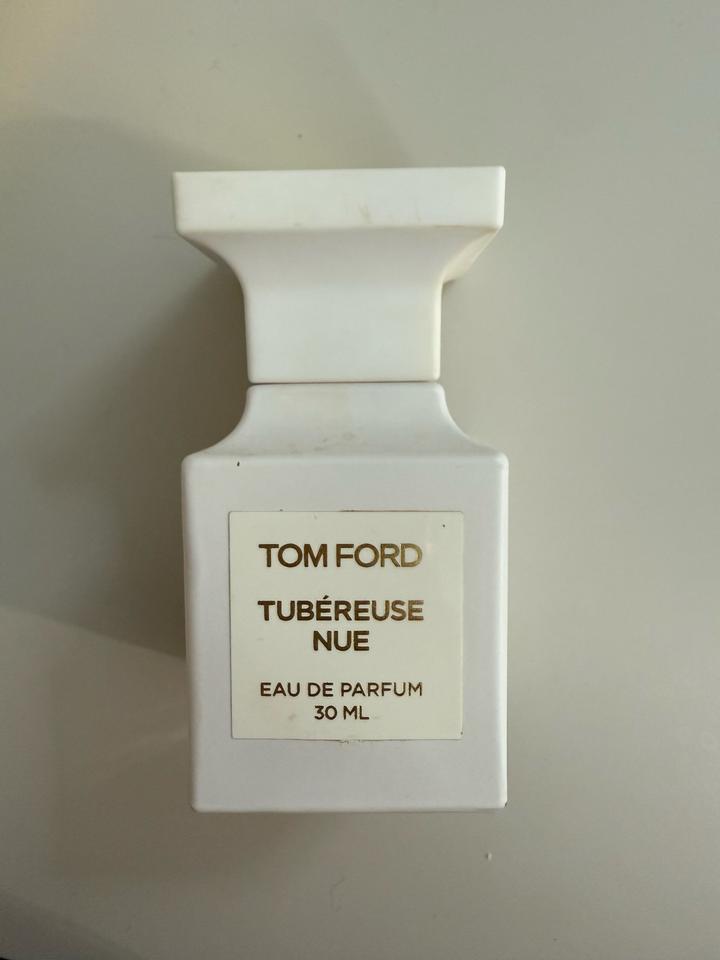 TOM FORD
TUBÉREUSE
NUE
EAU DE PARFUM
30 ML